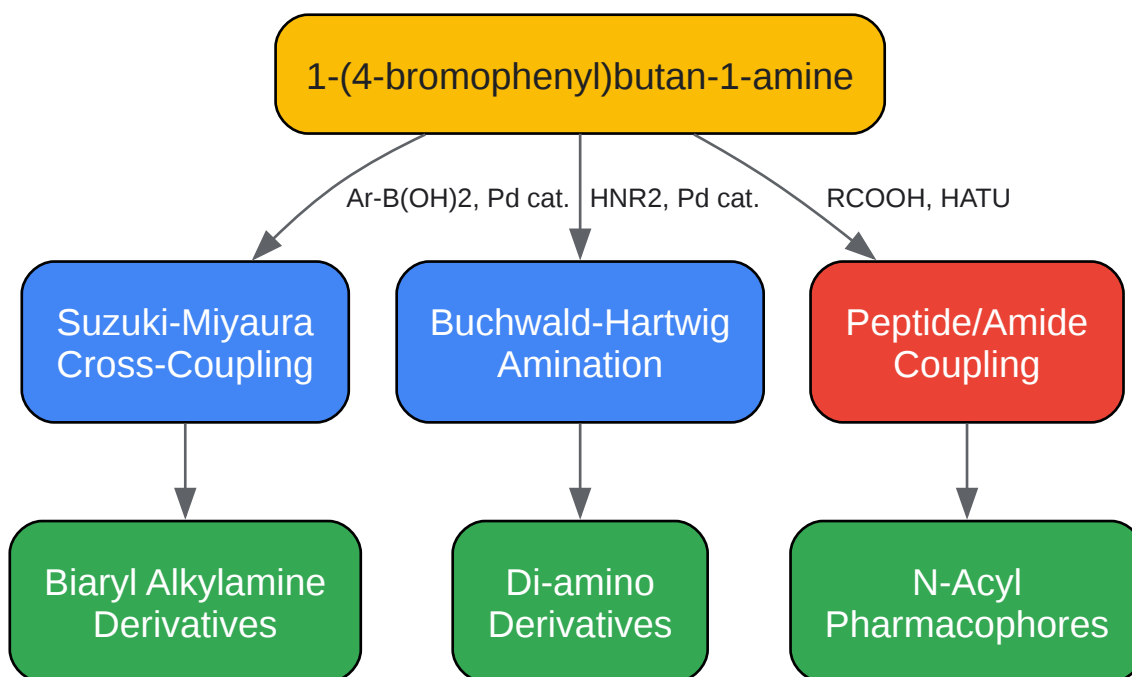 1-(4-bromophenyl)butan-1-amine
Ar-B(OH)2, Pd cat.
HNR2, Pd cat.
RCOOH, HATU
Suzuki-Miyaura
Cross-Coupling
Buchwald-Hartwig
Amination
Peptide/Amide
Coupling
Biaryl Alkylamine
Derivatives
Di-amino
Derivatives
N-Acyl
Pharmacophores